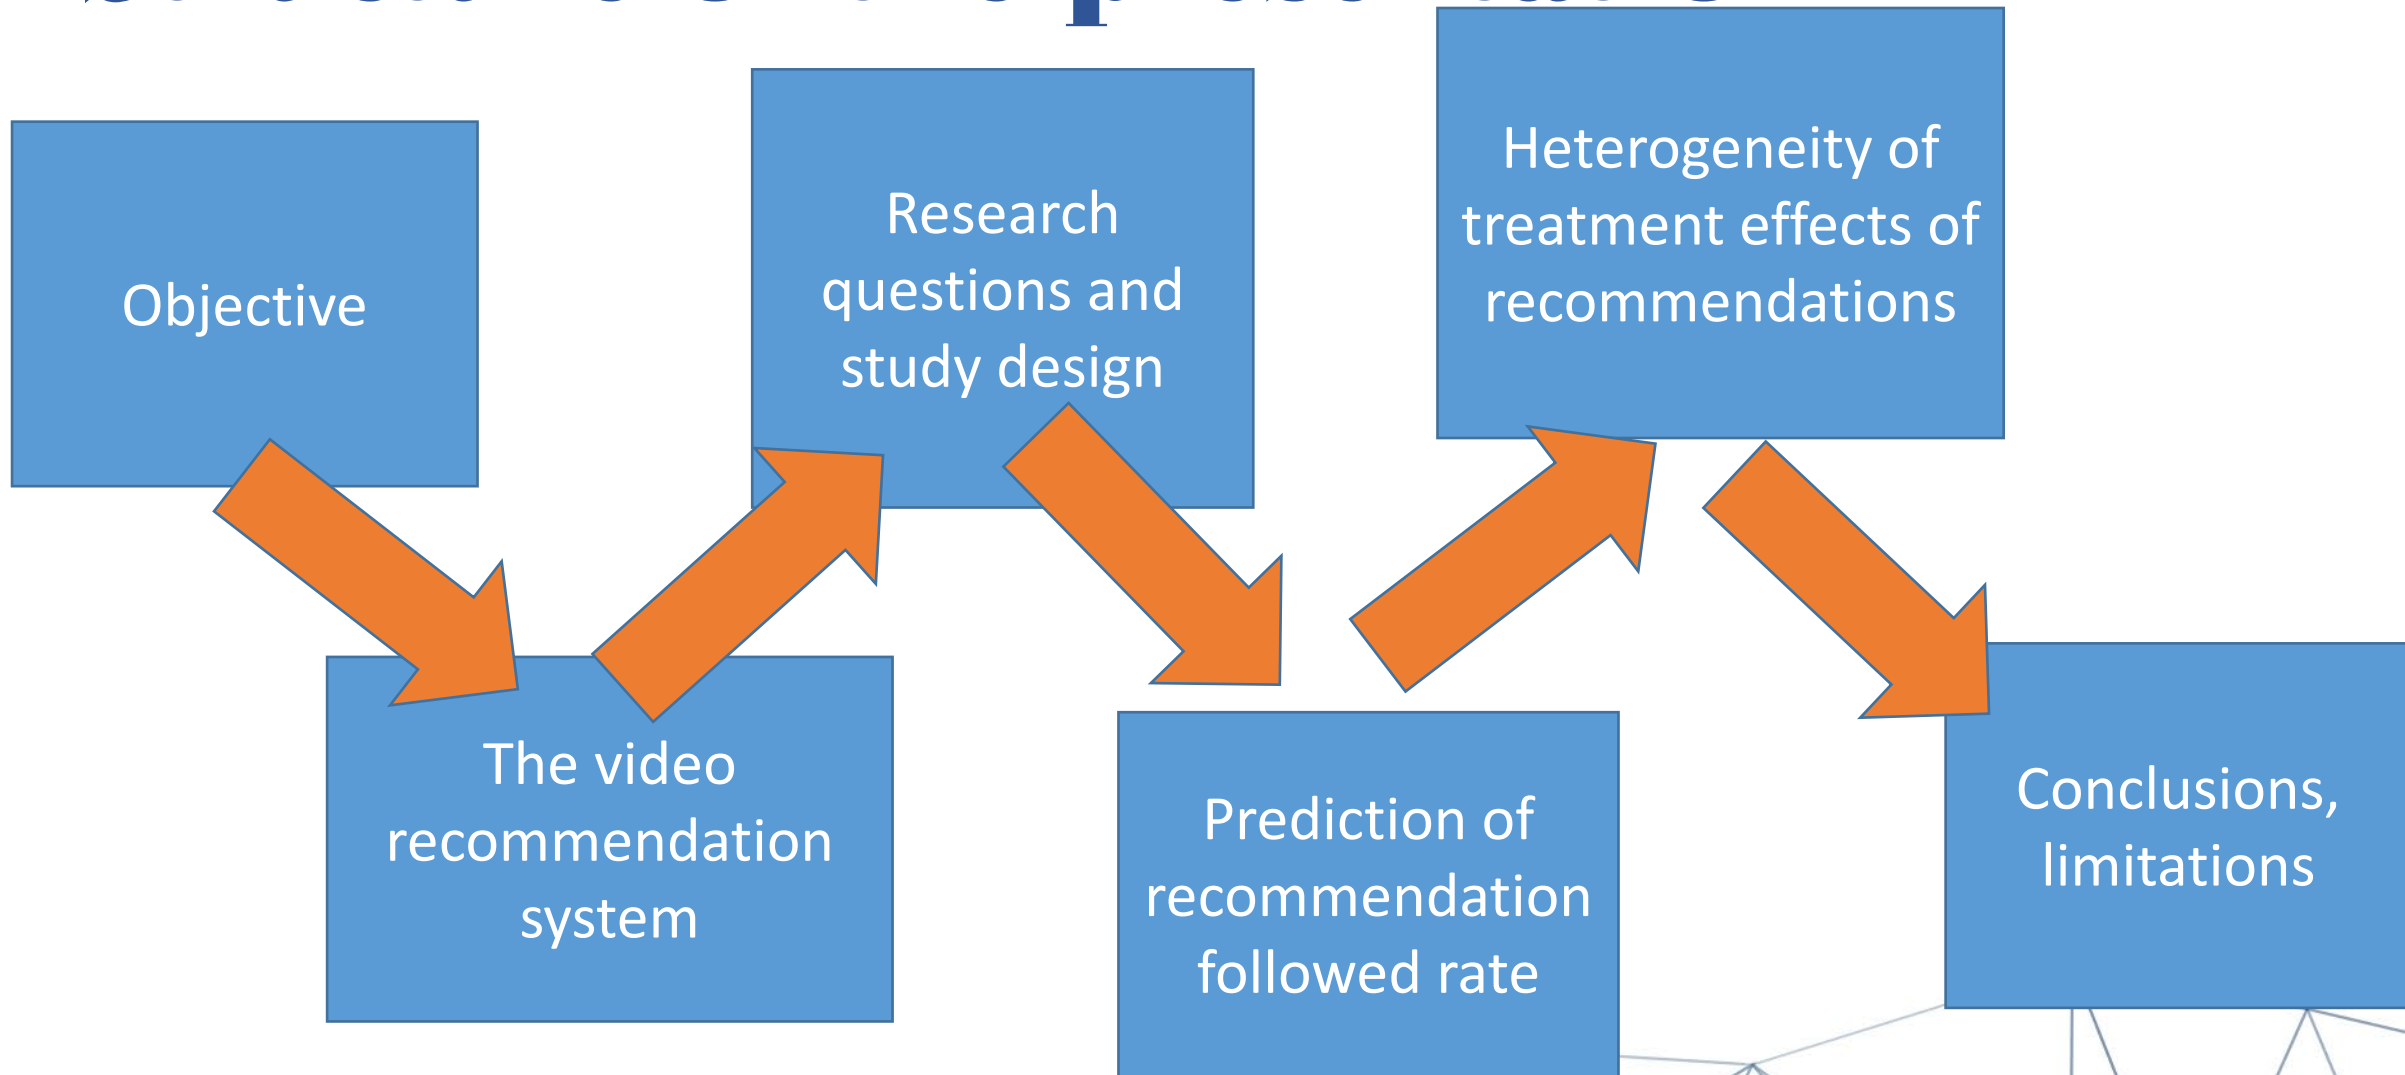 Objective
The video
recommendation
system
Research
questions and
study design
Prediction of
recommendation
followed rate
Heterogeneity of
treatment effects of
recommendations
Conclusions,
limitations